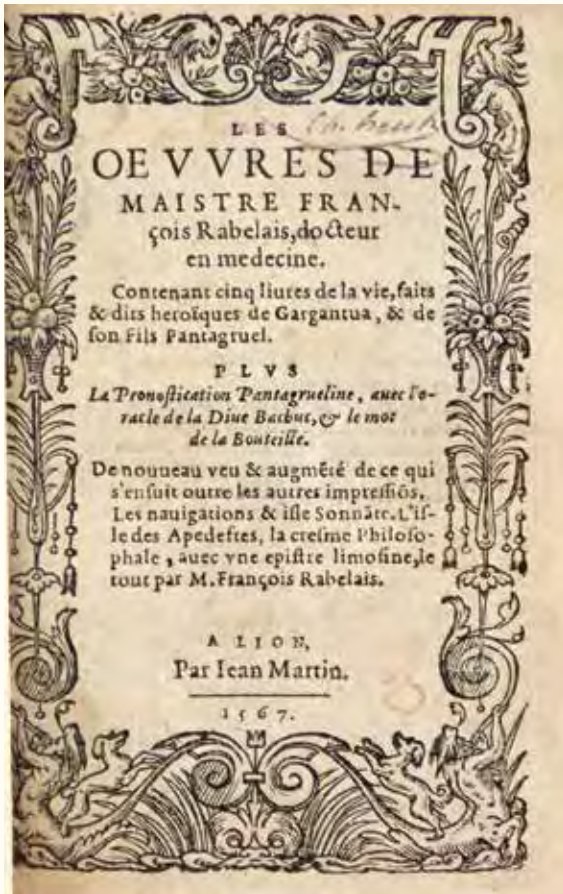 LES
OEVVRES DE
MAISTRE FRAN-
çois Rabelais, docteur
en medecine.
Contenant cinq liures de la vie, faits
& dits heroïques de Gargantua, & de
ſon Fils Pantagruel.
PLVS
La Pronoſtication Pantagrueline, auec l'o-
racle de la Diue Bacbuc, & le mot
de la Bouteille.
De nouueau veu & augmẽté de ce qui
s'enſuit outre les autres impreſsiõs.
Les nauigations & iſle Sonnãte. L'iſ-
le des Apedeftes, la creſme Philoſo-
phale, auec vne epiſtre limoſine, le
tout par M. François Rabelais.
A LION,
Par Iean Martin.
1567.